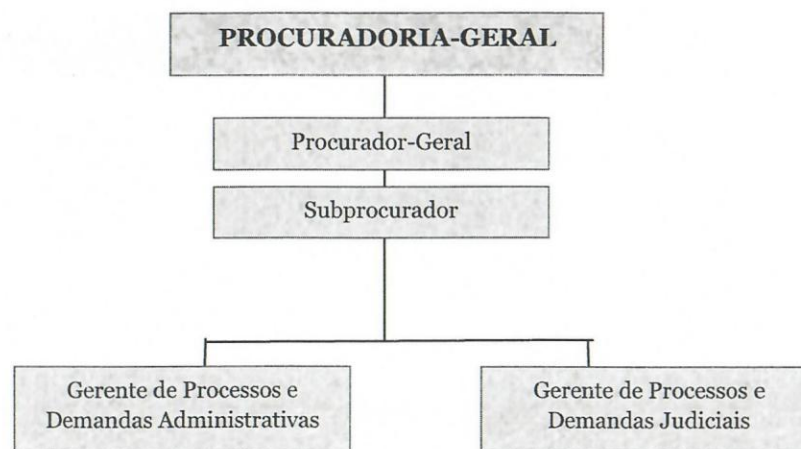 PROCURADORIA-GERAL
Procurador-Geral
Subprocurador
Gerente de Processos e
Demandas Administrativas
Gerente de Processos e
Demandas Judiciais